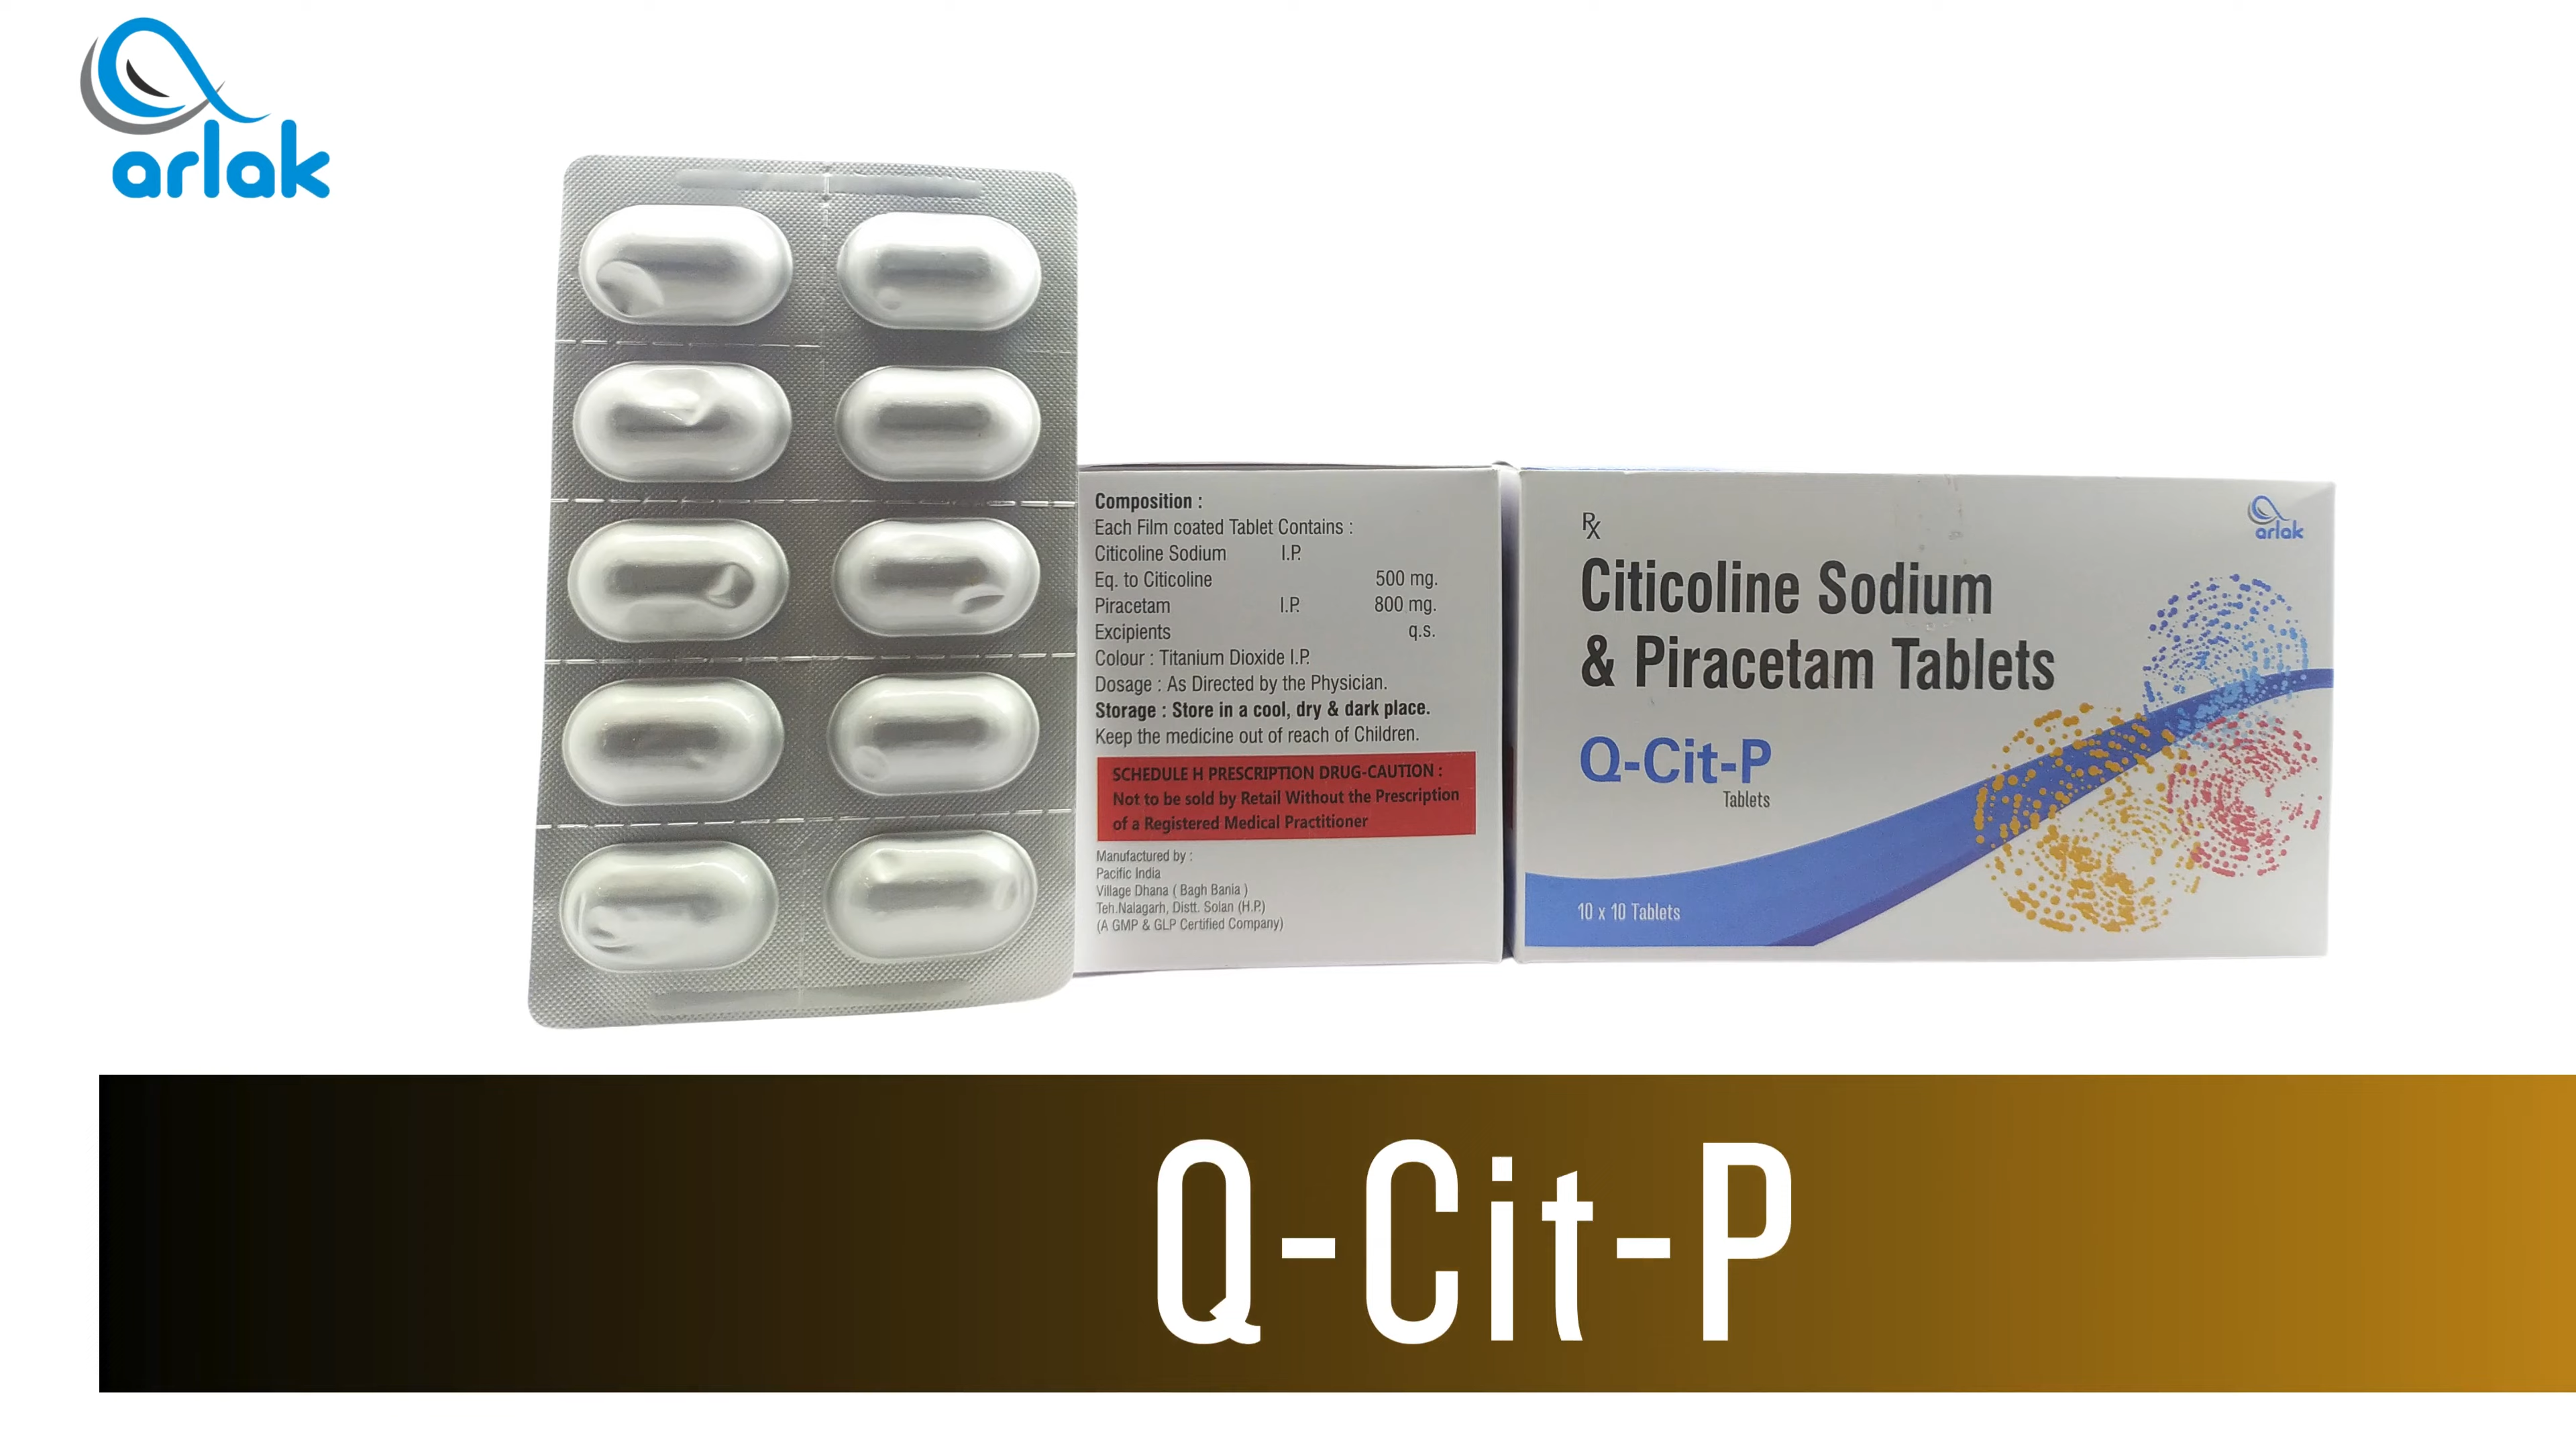 arlak
Composition :
Each Film coated Tablet Contains :
Citicoline Sodium I.P.
Eq. to Citicoline 500 mg.
Piracetam I.P. 800 mg.
Excipients q.s.
Colour : Titanium Dioxide I.P.
Dosage : As Directed by the Physician.
Storage : Store in a cool, dry & dark place.
Keep the medicine out of reach of Children.
SCHEDULE H PRESCRIPTION DRUG-CAUTION :
Not to be sold by Retail Without the Prescription
of a Registered Medical Practitioner
Manufactured by :
Pacific India
Village Dhana ( Bagh Bania )
Teh.Nalagarh, Distt. Solan (H.P.)
(A GMP & GLP Certified Company)
Rx
arlak
Citicoline Sodium
& Piracetam Tablets
Q-Cit-P
Tablets
10 x 10 Tablets
Q-Cit-P